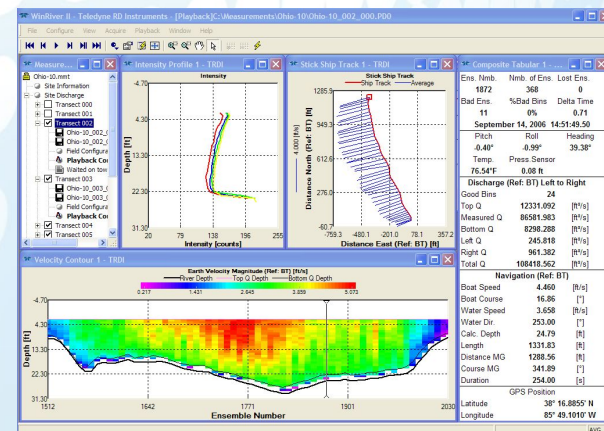 WinRiver II - Teledyne RD Instruments - [Playback]C:\Measurements\Ohio-10\Ohio-10_002_000.PD0
File Configure View Acquire Playback Window Help
Measure...
Ohio-10.mmt
Site Information
Site Discharge
Transect 000
Transect 001
Transect 002
Ohio-10_002_0
Ohio-10_002_0
Field Configura
Playback Con
Waited on tow
Transect 003
Ohio-10_003_0
Ohio-10_003_0
Field Configura
Playback Con
Transect 004
Transect 005
Intensity Profile 1 - TRDI
Intensity
Depth [ft]
-4.70
4.30
13.30
22.30
31.30
20 79 138 196 255
Intensity [counts]
Stick Ship Track 1 - TRDI
Stick Ship Track
Ship Track Average
Distance North (Ref: BT) [ft]
1285.9
949.3
612.6
276.0
-60.7
-759.3 -480.2 -201.0 78.1 357.2
Distance East (Ref: BT) [ft]
Composite Tabular 1 -...
Ens. Nmb. Nmb. of Ens. Lost Ens.
1872 368 0
Bad Ens. %Bad Bins Delta Time
11 0% 0.71
September 14, 2006 14:51:49.50
Pitch Roll Heading
-0.40° -0.99° 39.38°
Temp. Press.Sensor
76.54°F 0.08 ft
Discharge (Ref: BT) Left to Right
Good Bins 24
Top Q 12331.092 [ft³/s]
Measured Q 86581.983 [ft³/s]
Bottom Q 8298.288 [ft³/s]
Left Q 245.818 [ft³/s]
Right Q 961.382 [ft³/s]
Total Q 108418.562 [ft³/s]
Navigation (Ref: BT)
Boat Speed 4.460 [ft/s]
Boat Course 16.86 [°]
Water Speed 3.658 [ft/s]
Water Dir. 253.00 [°]
Calc. Depth 24.79 [ft]
Length 1331.83 [ft]
Distance MG 1288.56 [ft]
Course MG 341.89 [°]
Duration 254.00 [s]
GPS Position
Latitude 38° 16.8855' N
Longitude 85° 49.1010' W
Velocity Contour 1 - TRDI
Earth Velocity Magnitude (Ref: BT) [ft/s]
River Depth Top Q Depth Bottom Q Depth
0.217 1.431 2.645 3.859 5.073
Depth [ft]
-4.70
4.30
13.30
22.30
31.30
1512 1642 1771 1901 2030
Ensemble Number
AVG